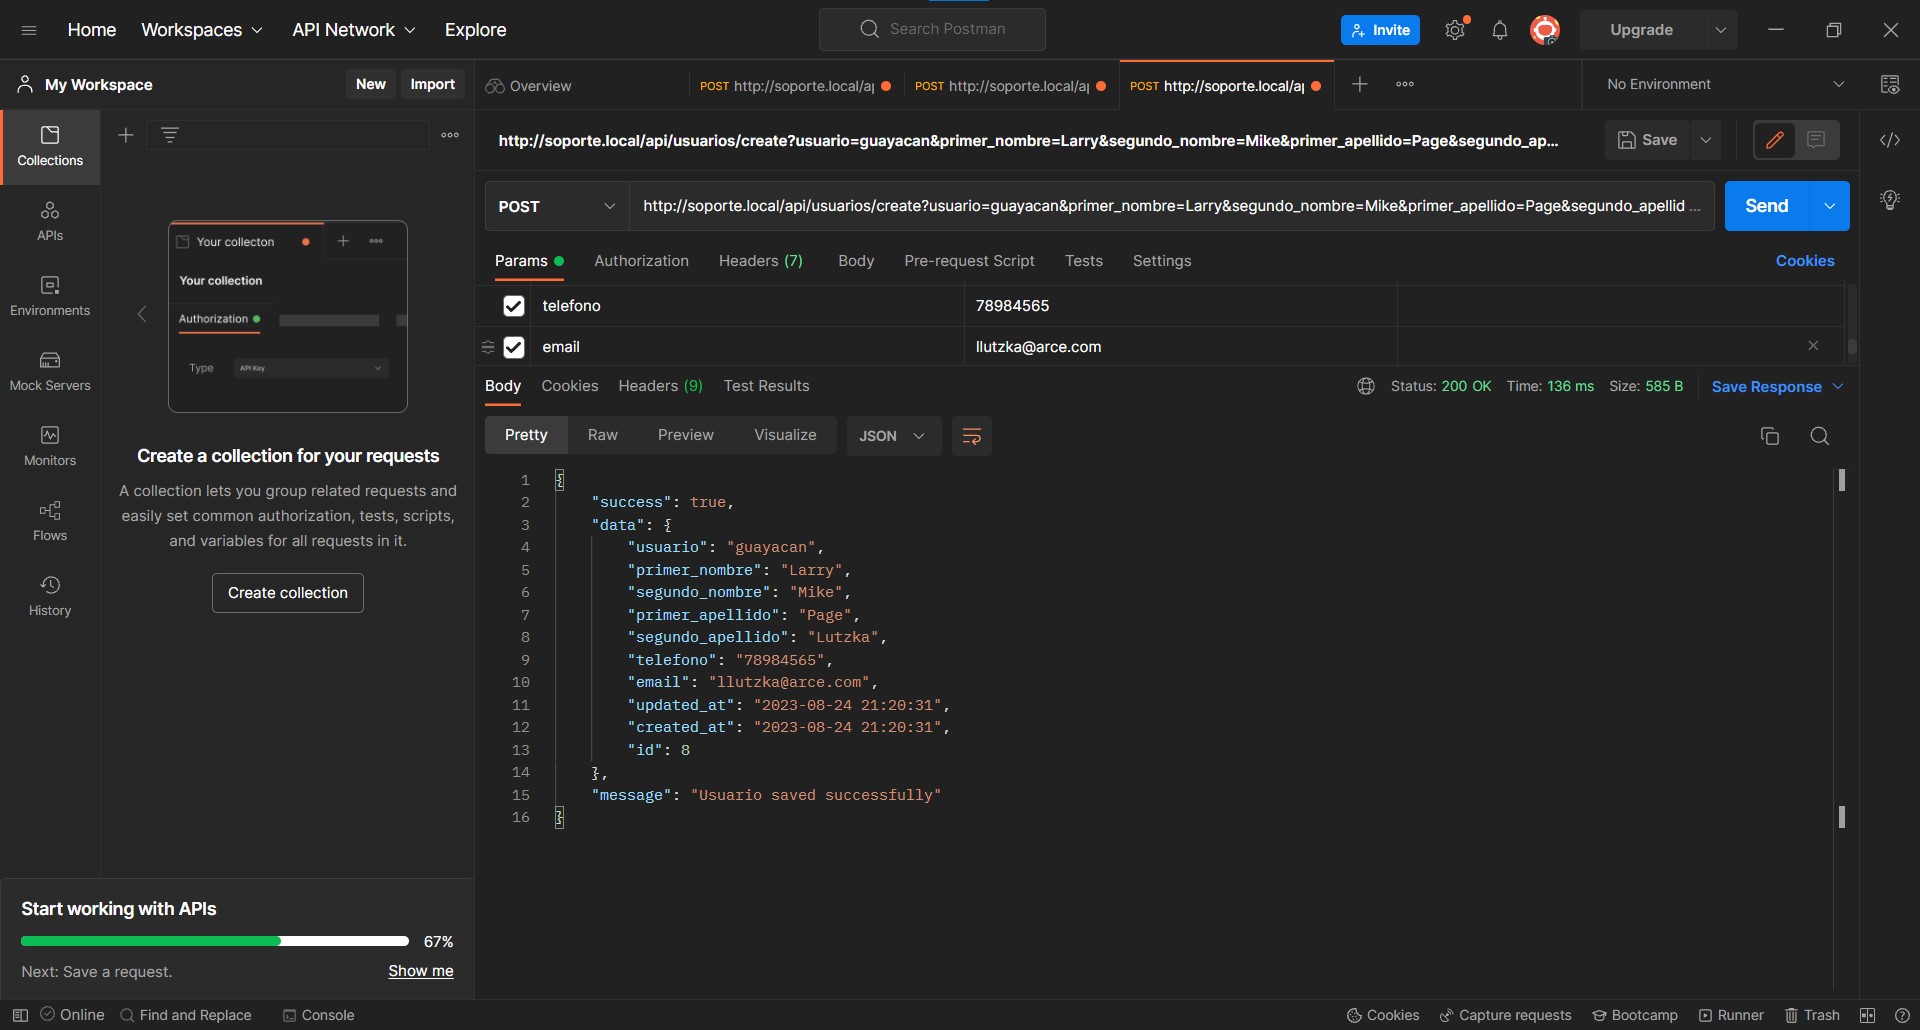 Home Workspaces API Network Explore Search Postman Invite Upgrade
My Workspace New Import Overview POST http://soporte.local/a POST http://soporte.local/a POST http://soporte.local/a No Environment
Collections
APIs
Environments
Mock Servers
Monitors
Flows
History
Your collecton
Your collection
Authorization
Type API Key
Create a collection for your requests
A collection lets you group related requests and
easily set common authorization, tests, scripts,
and variables for all requests in it.
Create collection
Start working with APIs
67%
Next: Save a request. Show me
http://soporte.local/api/usuarios/create?usuario=guayacan&primer_nombre=Larry&segundo_nombre=Mike&primer_apellido=Page&segundo_ap... Save
POST http://soporte.local/api/usuarios/create?usuario=guayacan&primer_nombre=Larry&segundo_nombre=Mike&primer_apellido=Page&segundo_apellid ... Send
Params Authorization Headers (7) Body Pre-request Script Tests Settings Cookies
telefono 78984565
email llutzka@arce.com
Body Cookies Headers (9) Test Results Status: 200 OK Time: 136 ms Size: 585 B Save Response
Pretty Raw Preview Visualize JSON
1 {
2 "success": true,
3 "data": {
4 "usuario": "guayacan",
5 "primer_nombre": "Larry",
6 "segundo_nombre": "Mike",
7 "primer_apellido": "Page",
8 "segundo_apellido": "Lutzka",
9 "telefono": "78984565",
10 "email": "llutzka@arce.com",
11 "updated_at": "2023-08-24 21:20:31",
12 "created_at": "2023-08-24 21:20:31",
13 "id": 8
14 },
15 "message": "Usuario saved successfully"
16 }
Online Find and Replace Console Cookies Capture requests Bootcamp Runner Trash